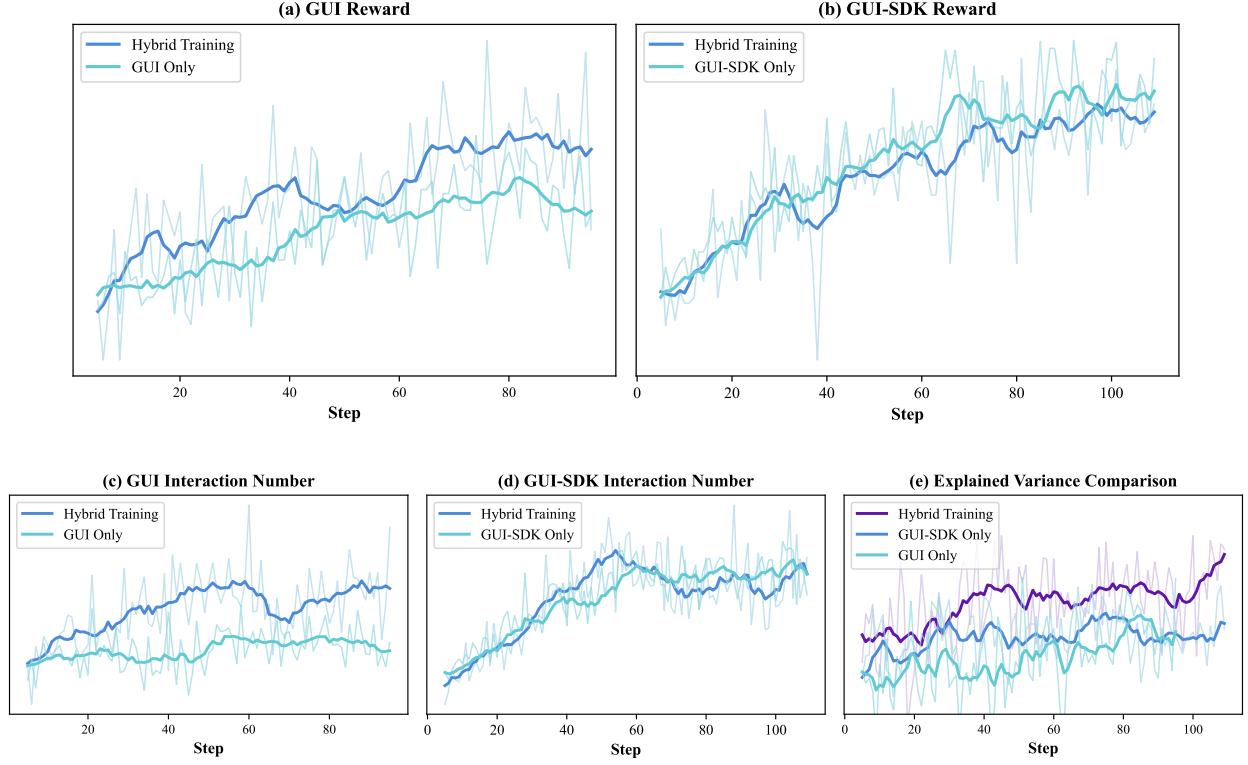 (a) GUI Reward
Hybrid Training
GUI Only
20
40
60
80
Step
(b) GUI-SDK Reward
Hybrid Training
GUI-SDK Only
0
20
40
60
80
100
Step
(c) GUI Interaction Number
Hybrid Training
GUI Only
20
40
60
80
Step
(d) GUI-SDK Interaction Number
Hybrid Training
GUI-SDK Only
0
20
40
60
80
100
Step
(e) Explained Variance Comparison
Hybrid Training
GUI-SDK Only
GUI Only
0
20
40
60
80
100
Step